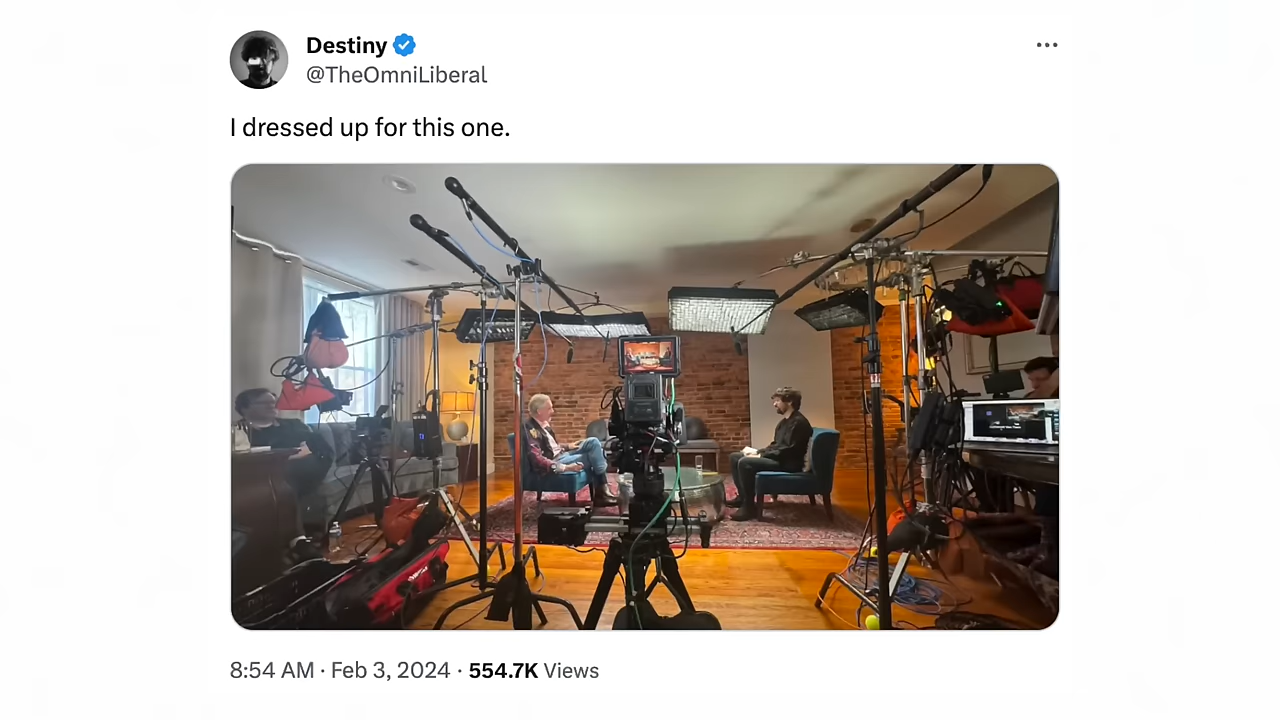 Destiny
@TheOmniLiberal
I dressed up for this one.
8:54 AM · Feb 3, 2024 · 554.7K Views